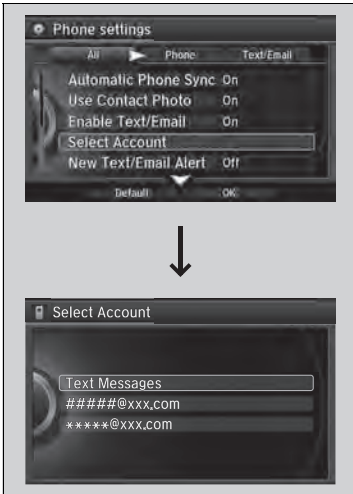 Phone settings
All Phone Text/Email
Automatic Phone Sync On
Use Contact Photo On
Enable Text/Email On
Select Account
New Text/Email Alert Off
Default OK
Select Account
Text Messages
#####@xxx.com
*****@xxx.com